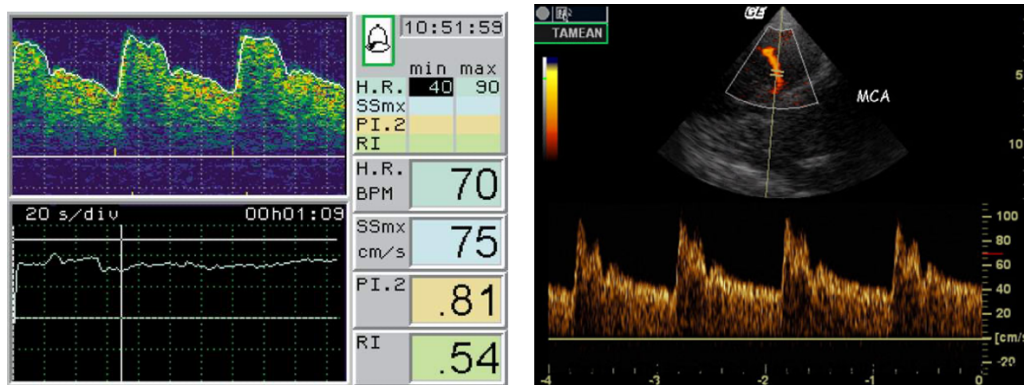 10:51:59
min max
H.R. 40 90
SSmx
PI.2
RI
H.R. BPM 70
20 s/div 00h01:09
SSmx cm/s 75
PI.2 .81
RI .54
TAMEAN
MCA
5
10
100
80
60
40
20
[cm/s
-20
-4 -3 -2 -1 0